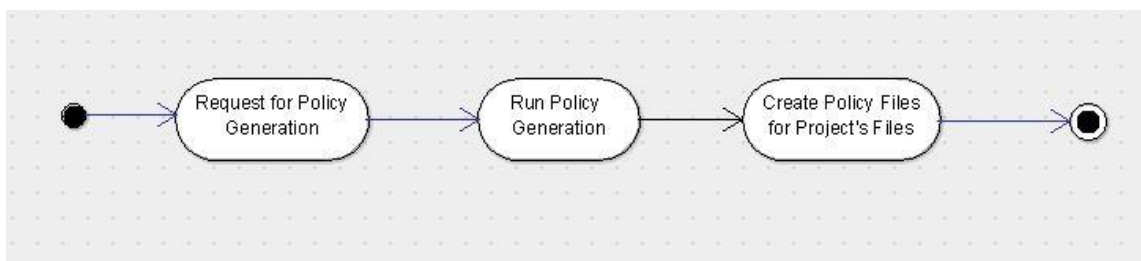 Request for Policy
Generation
Run Policy
Generation
Create Policy Files
for Project's Files